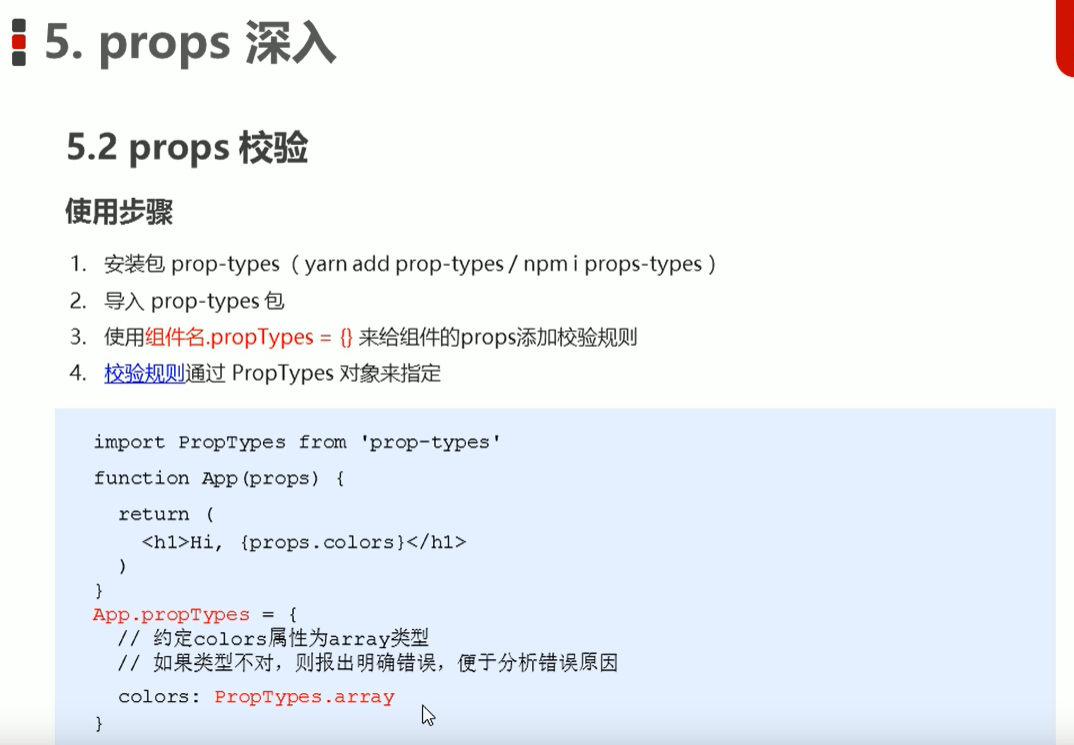 5. props 深入
5.2 props 校验
使用步骤
1. 安装包 prop-types（yarn add prop-types / npm i props-types）
2. 导入 prop-types 包
3. 使用组件名.propTypes = {} 来给组件的props添加校验规则
4. 校验规则通过 PropTypes 对象来指定
import PropTypes from 'prop-types'
function App(props) {
return (
<h1>Hi, {props.colors}</h1>
)
}
App.propTypes = {
// 约定colors属性为array类型
// 如果类型不对，则报出明确错误，便于分析错误原因
colors: PropTypes.array
}